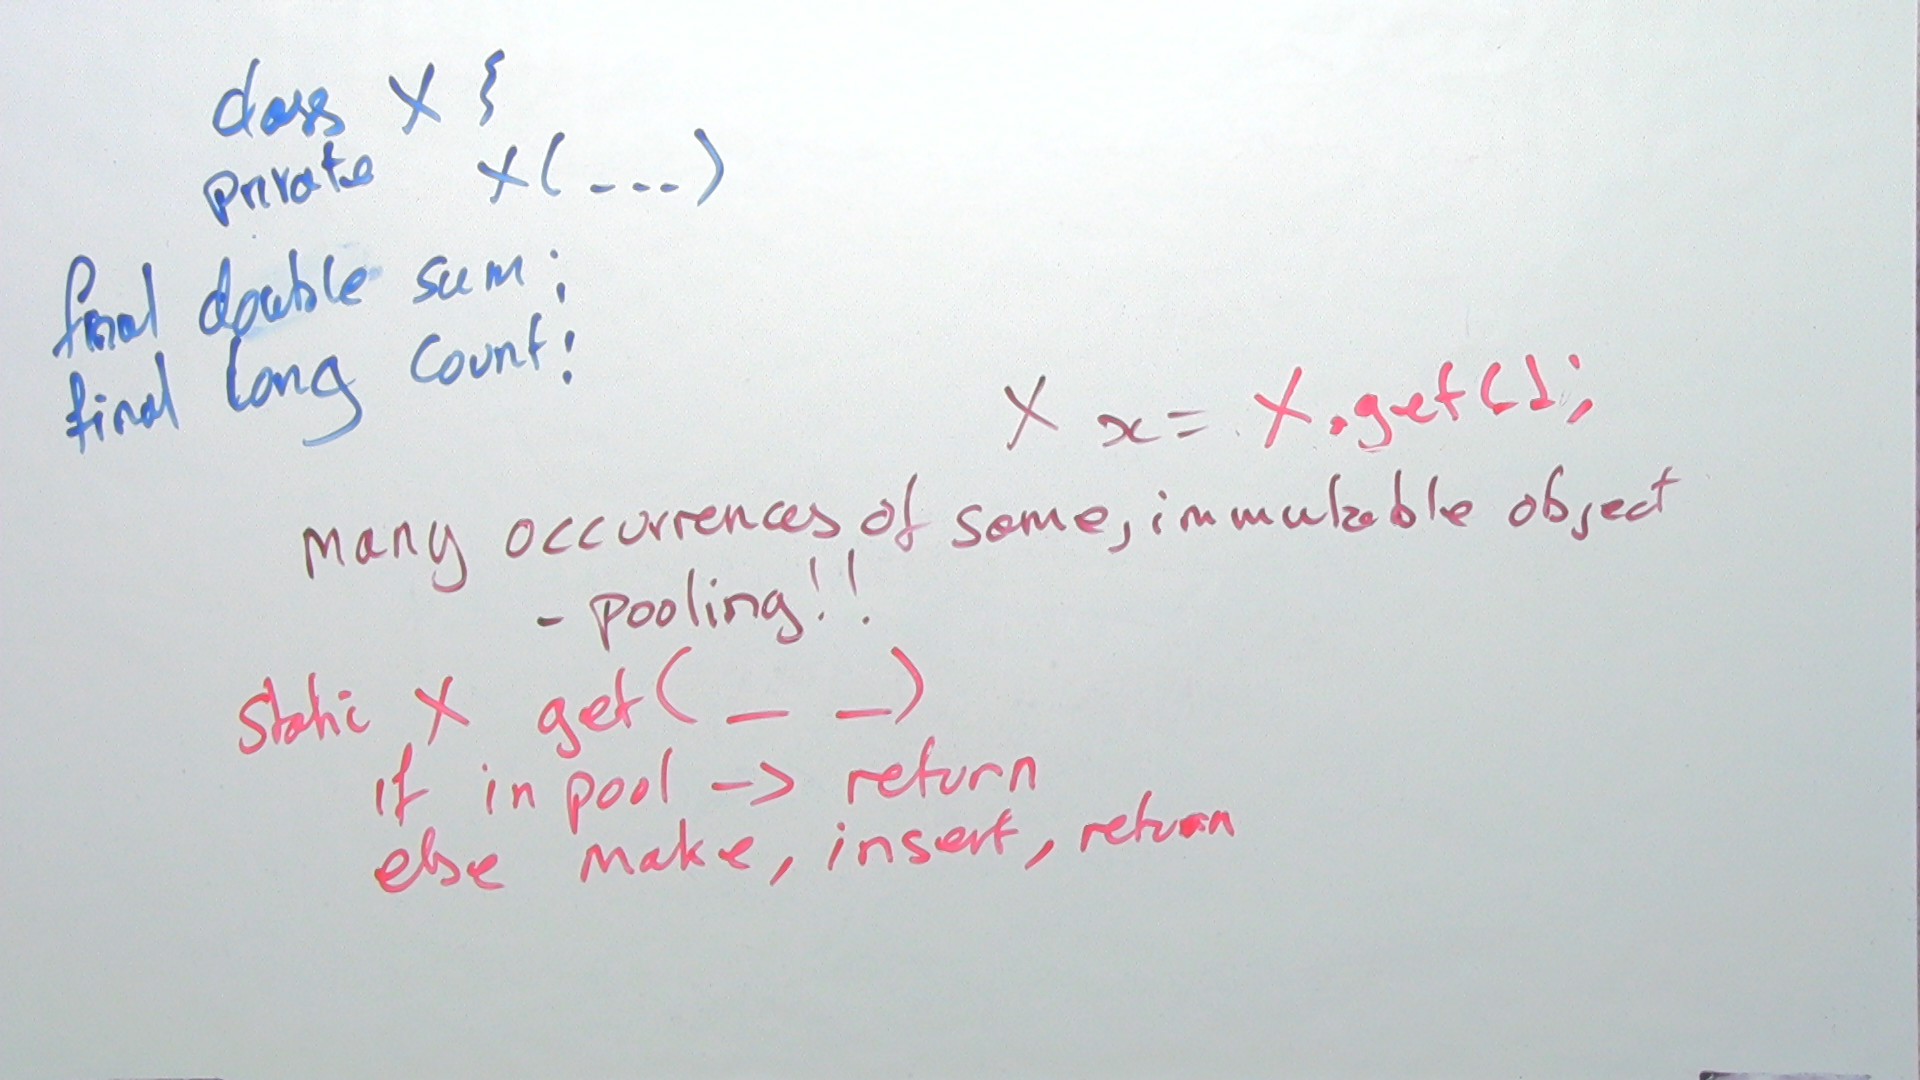 class X {
private X(----)
final double sum;
final long count;
X x = X.get();
many occurrences of same, immutable object
- pooling!!
static X get(_ _)
if in pool -> return
else make, insert, return